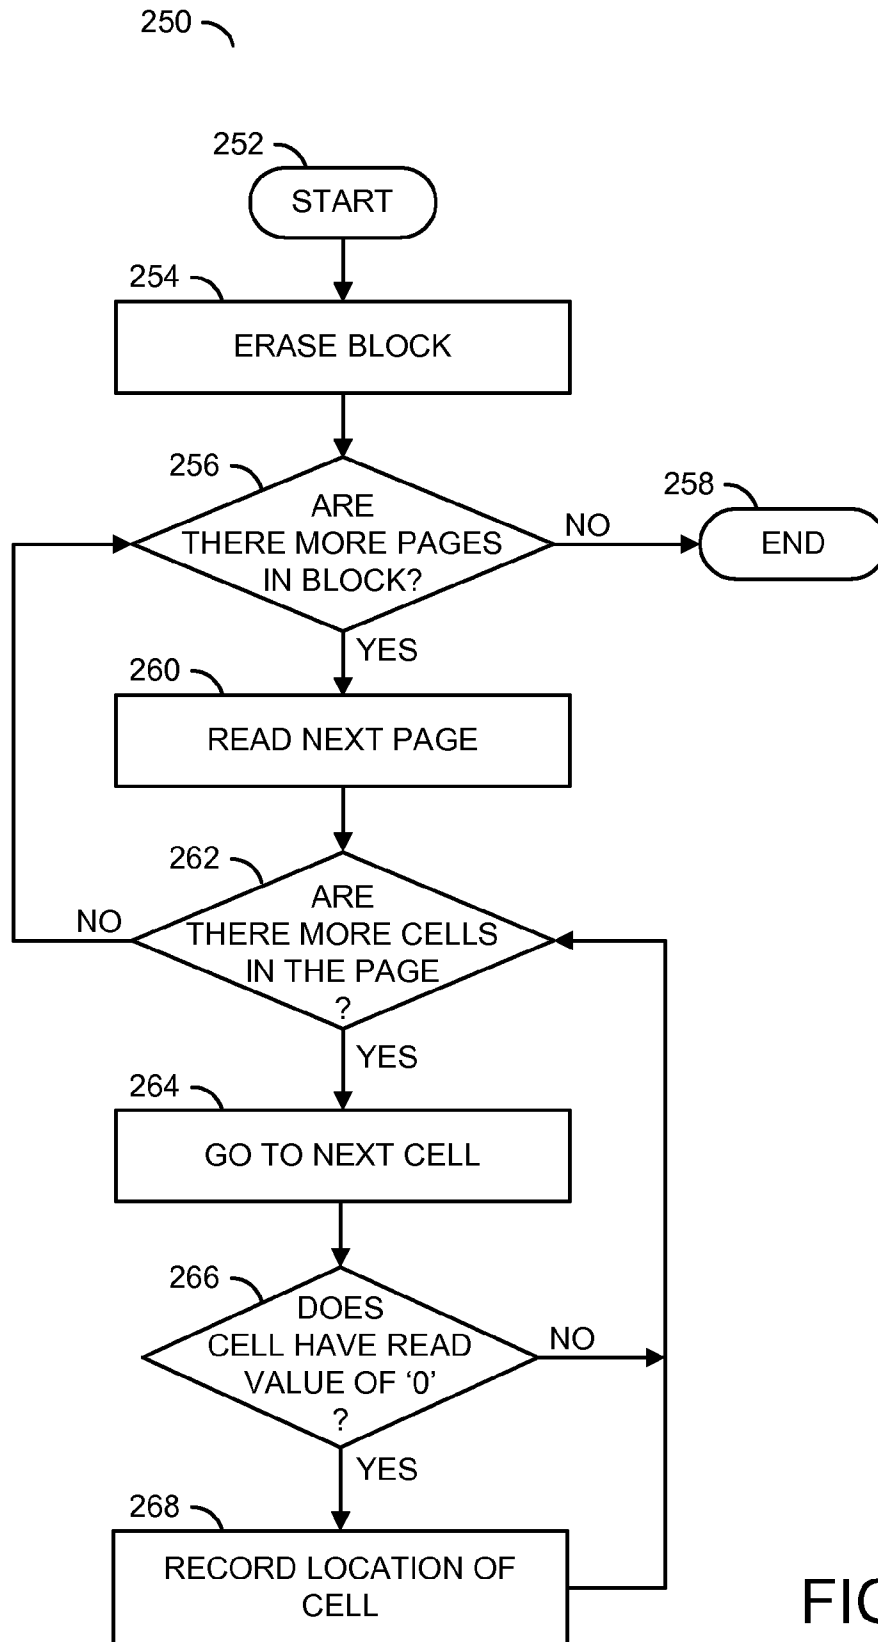 250
252
START
254
ERASE BLOCK
256
ARE
THERE MORE PAGES
IN BLOCK?
NO
258
END
YES
260
READ NEXT PAGE
262
ARE
THERE MORE CELLS
IN THE PAGE
?
NO
YES
264
GO TO NEXT CELL
266
DOES
CELL HAVE READ
VALUE OF ‘0’
?
NO
YES
268
RECORD LOCATION OF
CELL